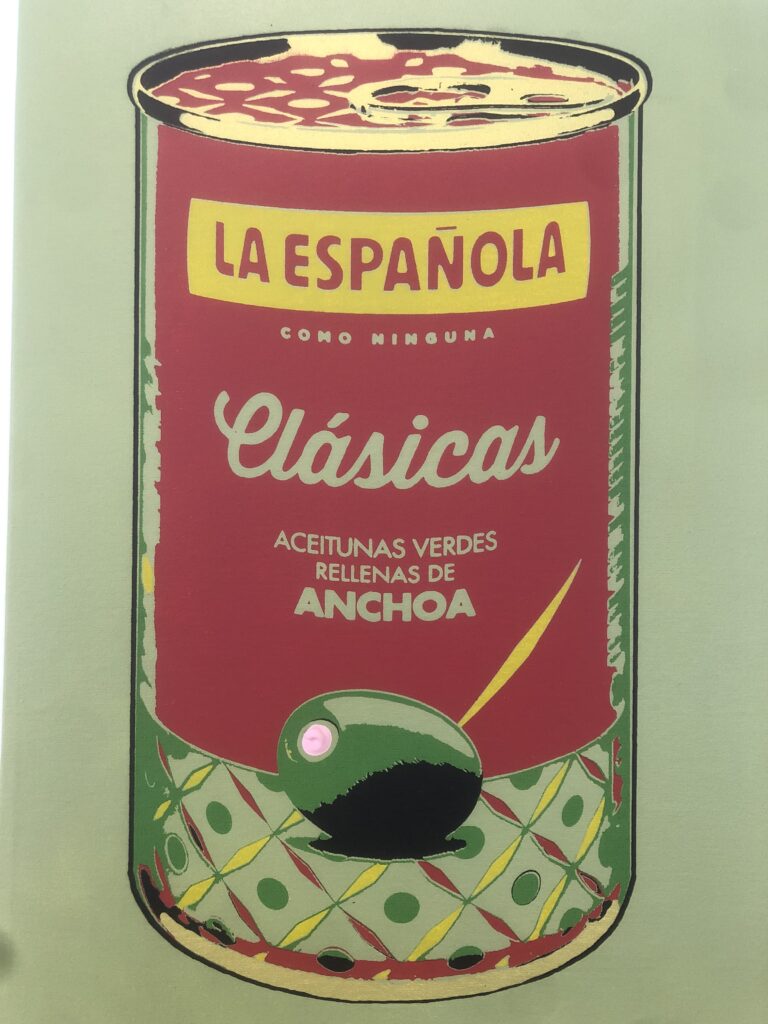 LA ESPAÑOLA
COMO NINGUNA
Clásicas
ACEITUNAS VERDES
RELLENAS DE
ANCHOA